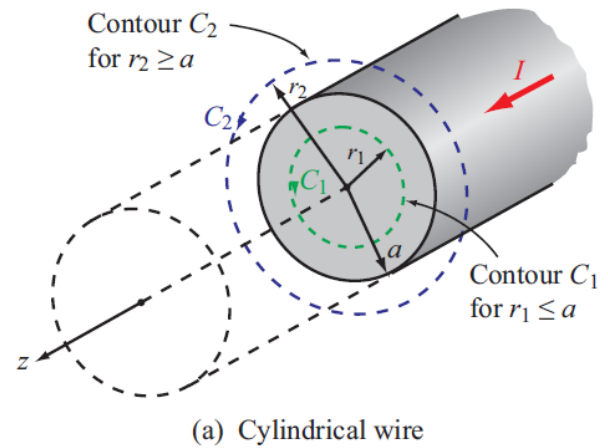 Contour C₂
for r₂ ≥ a
C₂
r₂
I
r₁
C₁
a
Contour C₁
for r₁ ≤ a
z
(a) Cylindrical wire